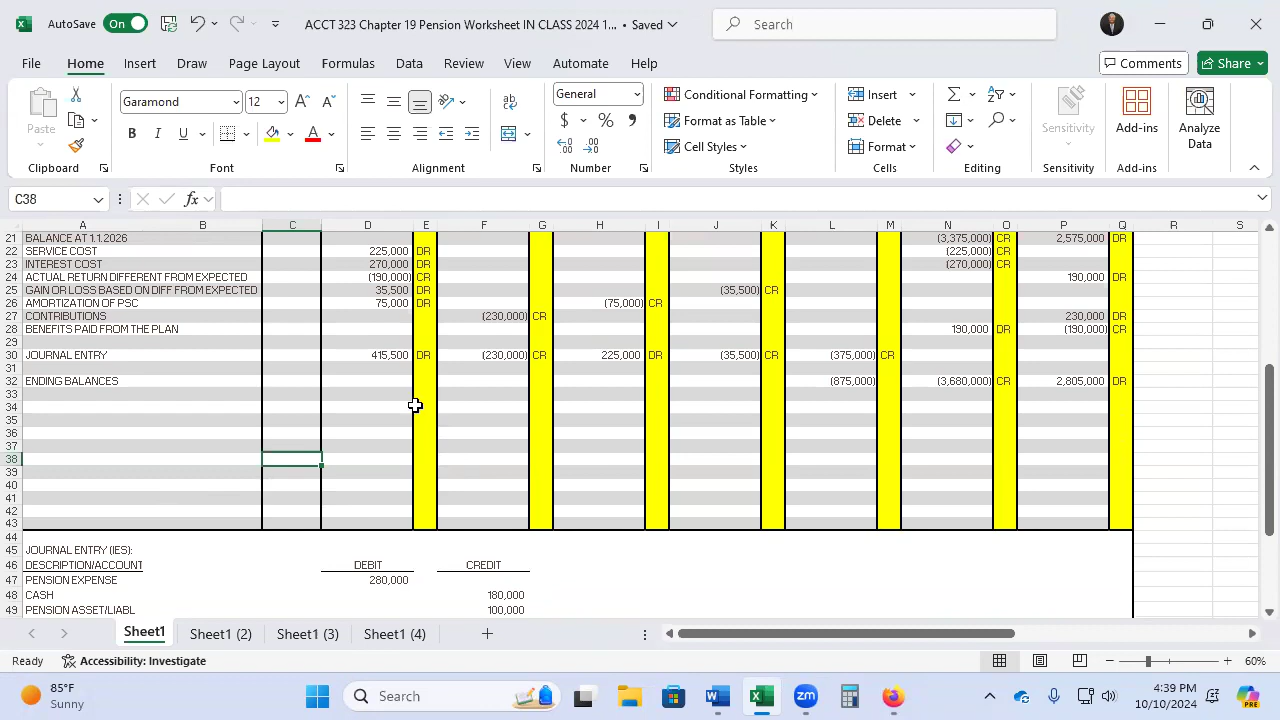 AutoSave On ACCT 323 Chapter 19 Pension Worksheet IN CLASS 2024 1... • Saved Search
File Home Insert Draw Page Layout Formulas Data Review View Automate Help Comments Share
Paste Garamond 12 General Conditional Formatting Insert Sensitivity Add-ins Analyze Data
B I U A $ % 9 Format as Table Delete
Cell Styles Format
Clipboard Font Alignment Number Styles Cells Editing Sensitivity Add-ins
C38 fx
A B C D E F G H I J K L M N O P Q R S
21 BALANCE AT 1.1.2026 (3,375,000) CR 2,575,000 DR
22 SERVICE COST 225,000 DR (225,000) CR
23 INTEREST COST 270,000 DR (270,000) CR
24 ACTUAL RETURN DIFFERENT FROM EXPECTED (190,000) CR 190,000 DR
25 GAIN OR LOSS BASED ON DIFF FROM EXPECTED 35,500 DR (35,500) CR
26 AMORTIZATION OF PSC 75,000 DR (75,000) CR
27 CONTRIBUTIONS (230,000) CR 230,000 DR
28 BENEFITS PAID FROM THE PLAN 190,000 DR (190,000) CR
29
30 JOURNAL ENTRY 415,500 DR (230,000) CR 225,000 DR (35,500) CR (375,000) CR
31
32 ENDING BALANCES (875,000) (3,680,000) CR 2,805,000 DR
33
34
35
36
37
38
39
40
41
42
43
44
45 JOURNAL ENTRY (IES):
46 DESCRIPTION/ACCOUNT DEBIT CREDIT
47 PENSION EXPENSE 280,000
48 CASH 180,000
49 PENSION ASSET/LIABL 100,000
Sheet1 Sheet1 (2) Sheet1 (3) Sheet1 (4)
Ready Accessibility: Investigate 60%
85°F
Sunny
Search
4:39 PM
10/10/2024